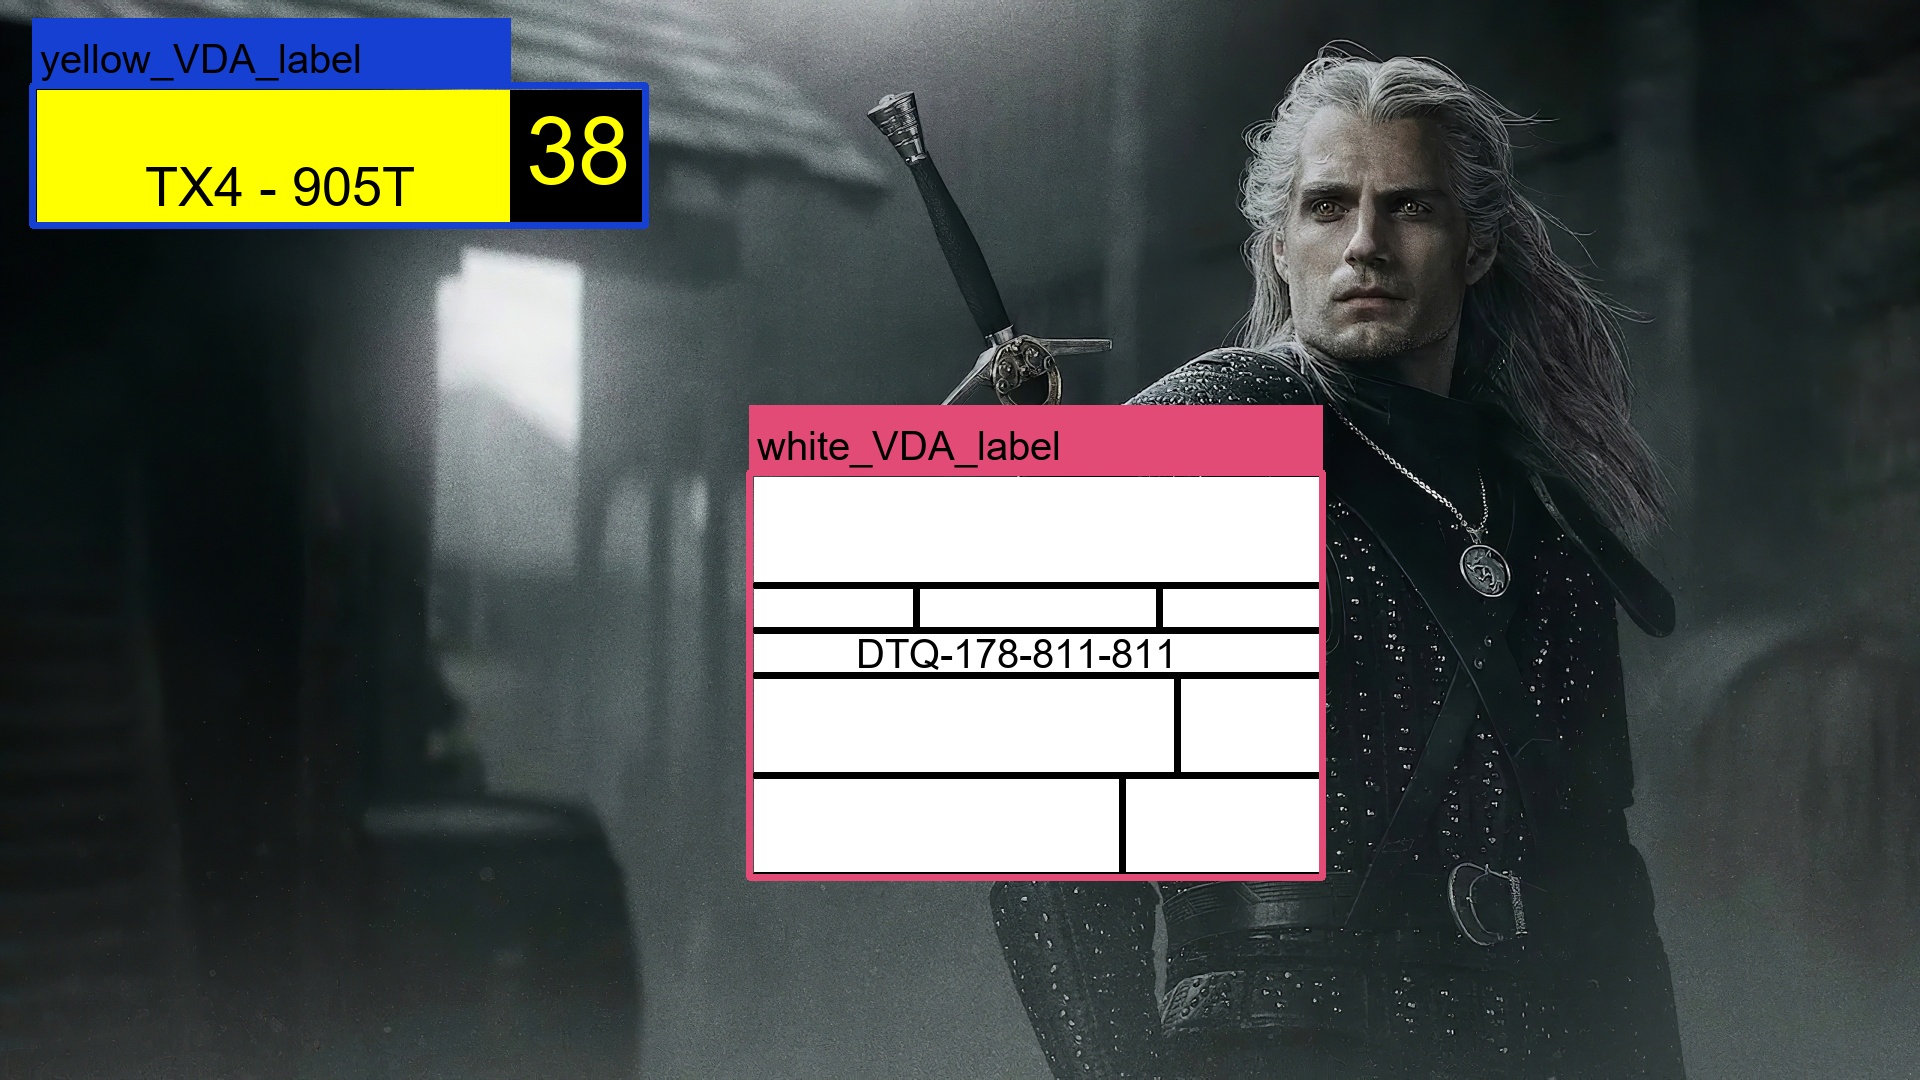 yellow_VDA_label
TX4 - 905T
38
white_VDA_label
DTQ-178-811-811